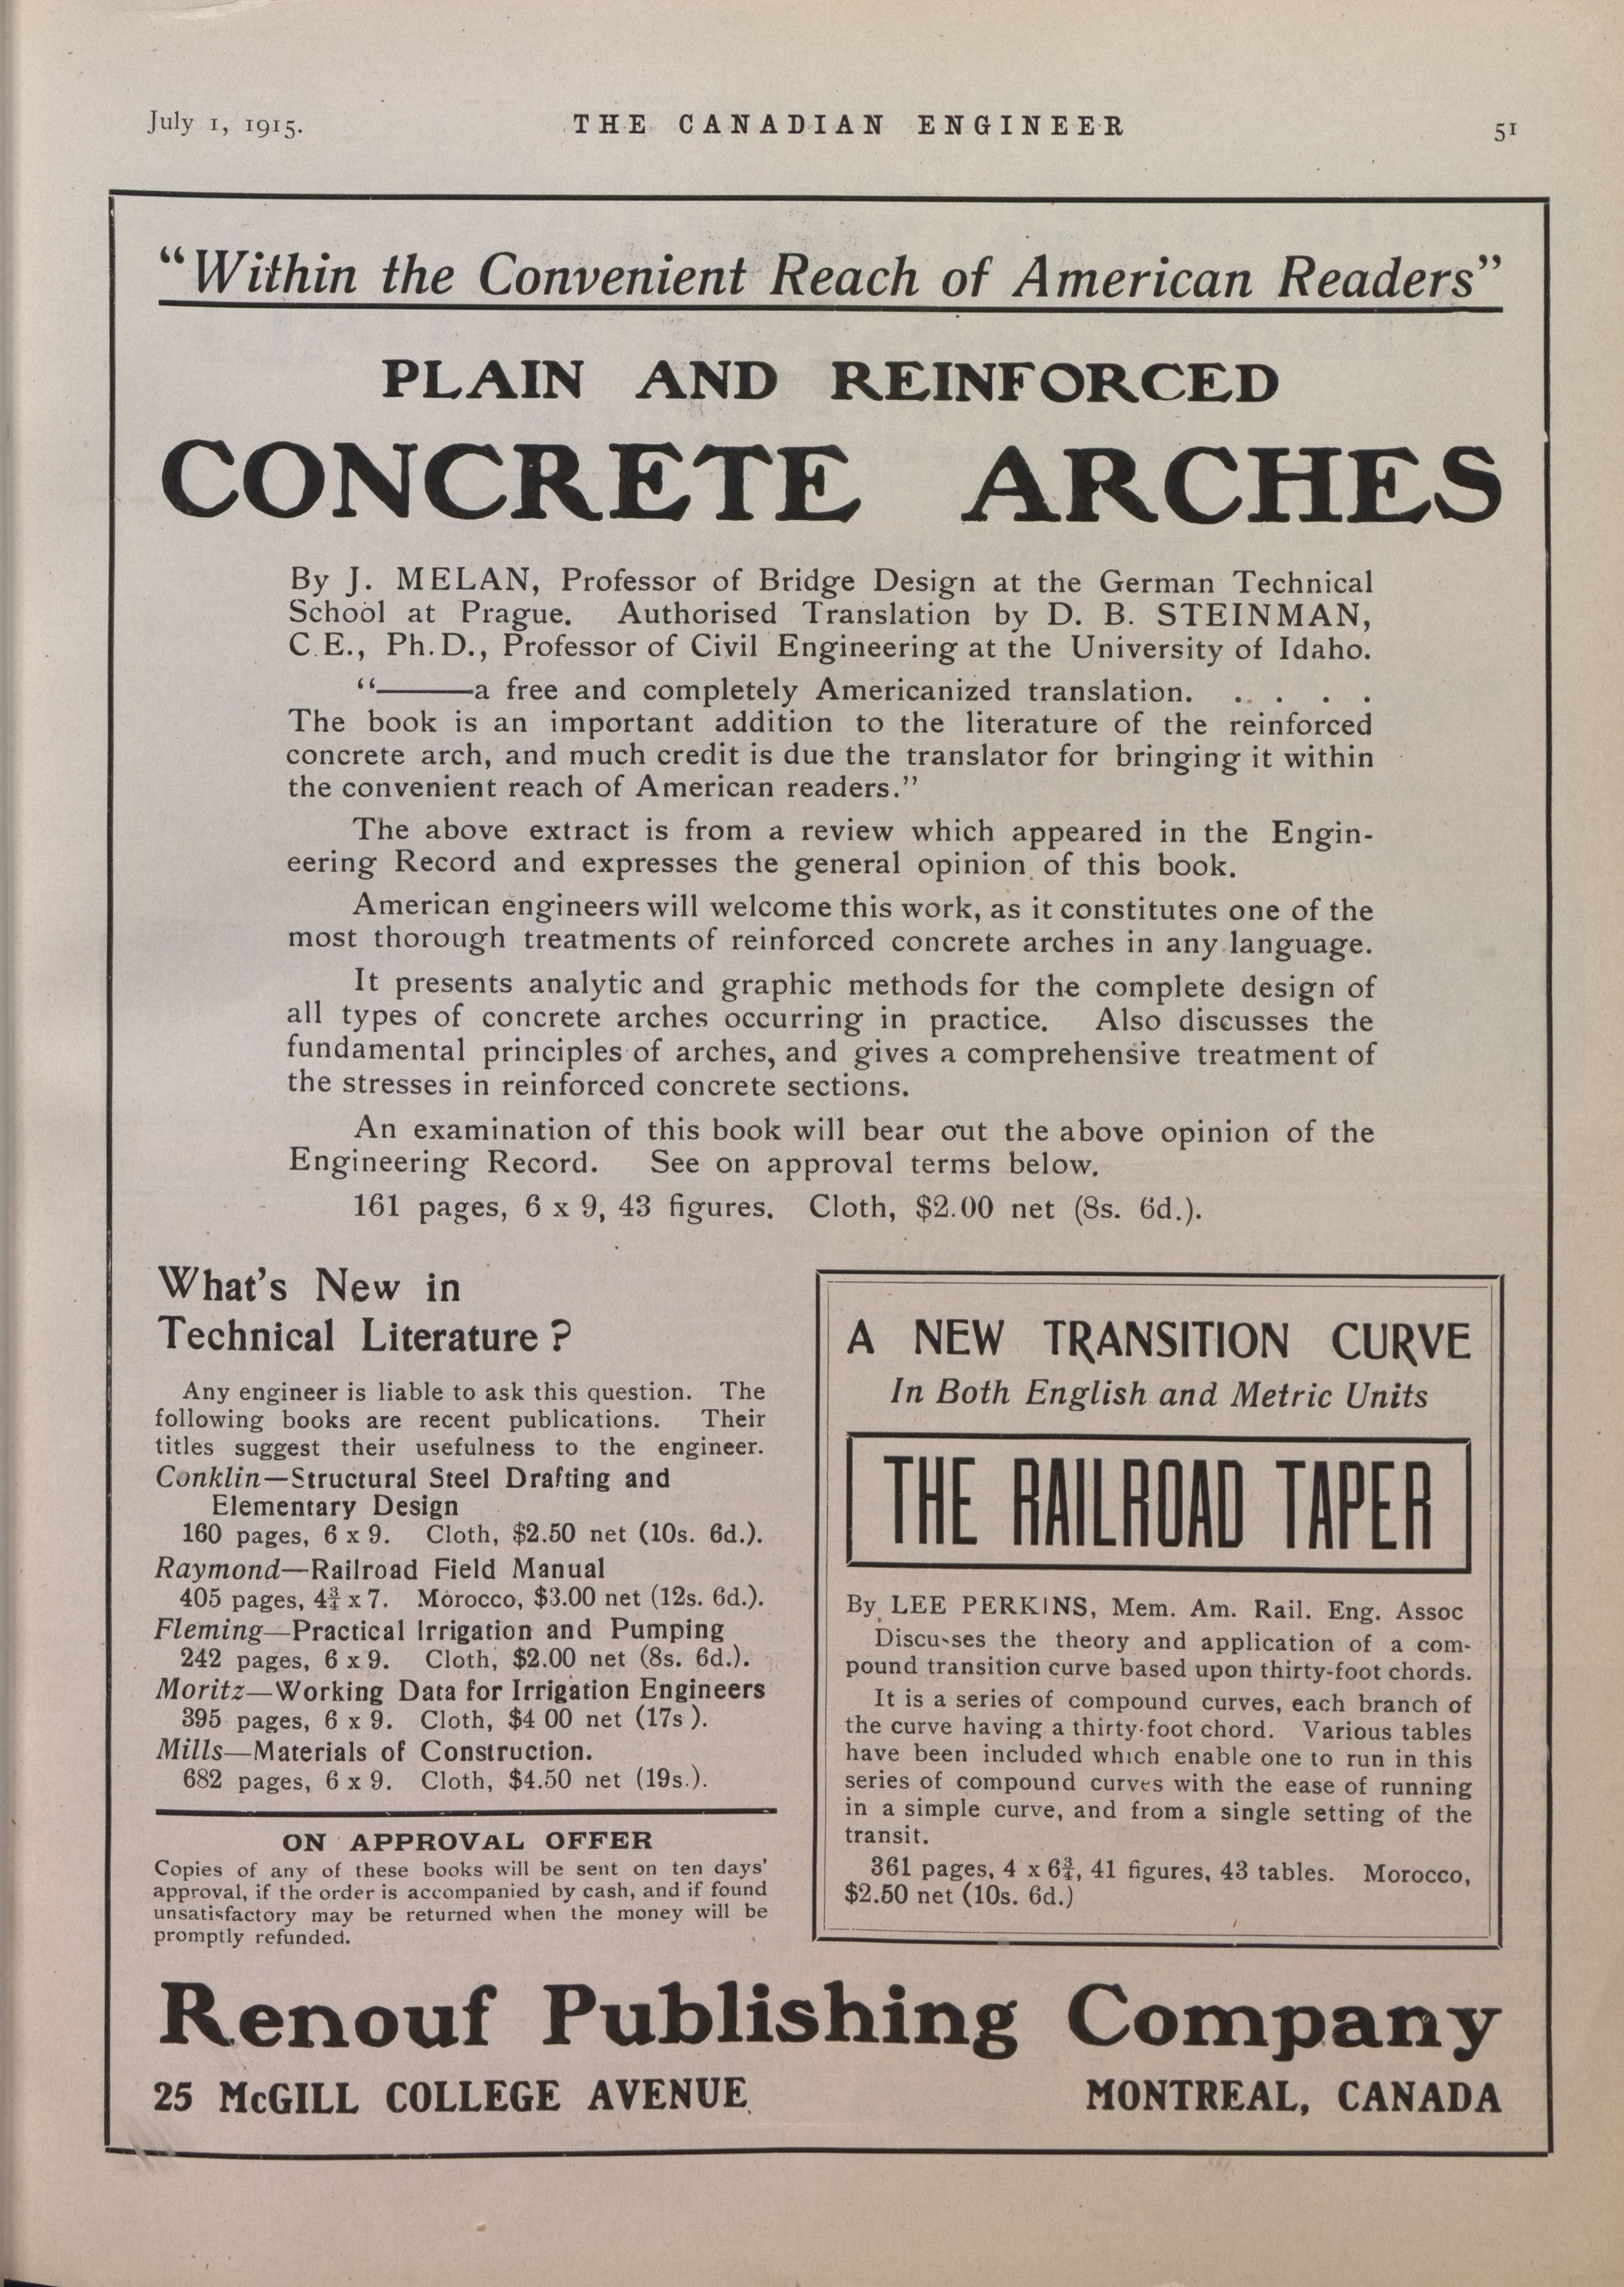 July 1, 1915.
THE CANADIAN ENGINEER
51
"Within the Convenient Reach of American Readers"
PLAIN AND REINFORCED
CONCRETE ARCHES
By J. MELAN, Professor of Bridge Design at the German Technical
School at Prague. Authorised Translation by D. B. STEINMAN,
C.E., Ph.D., Professor of Civil Engineering at the University of Idaho.
"———a free and completely Americanized translation. . . . . .
The book is an important addition to the literature of the reinforced
concrete arch, and much credit is due the translator for bringing it within
the convenient reach of American readers."
The above extract is from a review which appeared in the Engin-
eering Record and expresses the general opinion of this book.
American engineers will welcome this work, as it constitutes one of the
most thorough treatments of reinforced concrete arches in any language.
It presents analytic and graphic methods for the complete design of
all types of concrete arches occurring in practice. Also discusses the
fundamental principles of arches, and gives a comprehensive treatment of
the stresses in reinforced concrete sections.
An examination of this book will bear out the above opinion of the
Engineering Record. See on approval terms below.
161 pages, 6 x 9, 43 figures. Cloth, $2.00 net (8s. 6d.).
What's New in
Technical Literature?
Any engineer is liable to ask this question. The
following books are recent publications. Their
titles suggest their usefulness to the engineer.
Conklin—Structural Steel Drafting and
Elementary Design
160 pages, 6 x 9. Cloth, $2.50 net (10s. 6d.).
Raymond—Railroad Field Manual
405 pages, 4¾ x 7. Morocco, $3.00 net (12s. 6d.).
Fleming—Practical Irrigation and Pumping
242 pages, 6 x 9. Cloth, $2.00 net (8s. 6d.).
Moritz—Working Data for Irrigation Engineers
395 pages, 6 x 9. Cloth, $4 00 net (17s ).
Mills—Materials of Construction.
682 pages, 6 x 9. Cloth, $4.50 net (19s.).
ON APPROVAL OFFER
Copies of any of these books will be sent on ten days'
approval, if the order is accompanied by cash, and if found
unsatisfactory may be returned when the money will be
promptly refunded.
A NEW TRANSITION CURVE
In Both English and Metric Units
THE RAILROAD TAPER
By LEE PERKINS, Mem. Am. Rail. Eng. Assoc
Discusses the theory and application of a com-
pound transition curve based upon thirty-foot chords.
It is a series of compound curves, each branch of
the curve having a thirty-foot chord. Various tables
have been included which enable one to run in this
series of compound curves with the ease of running
in a simple curve, and from a single setting of the
transit.
361 pages, 4 x 6¾, 41 figures, 43 tables. Morocco,
$2.50 net (10s. 6d.)
Renouf Publishing Company
25 McGILL COLLEGE AVENUE
MONTREAL, CANADA